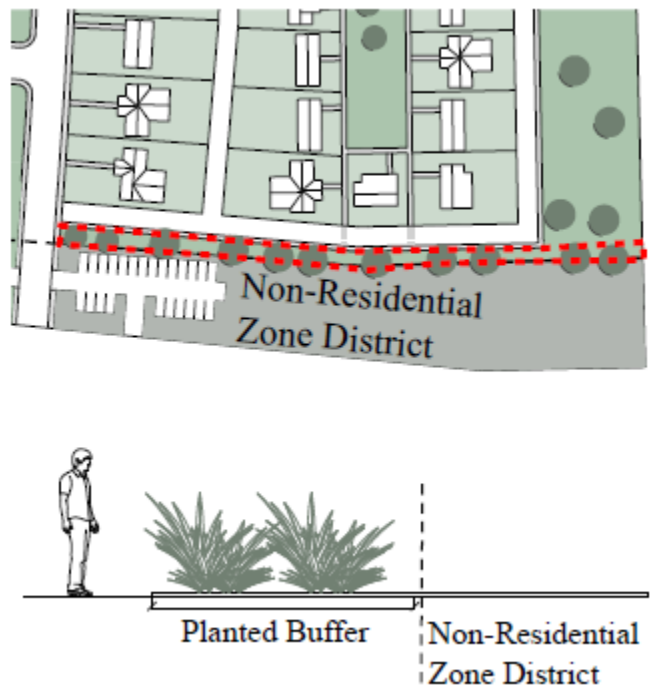 Non-Residential
Zone District
Planted Buffer
Non-Residential
Zone District